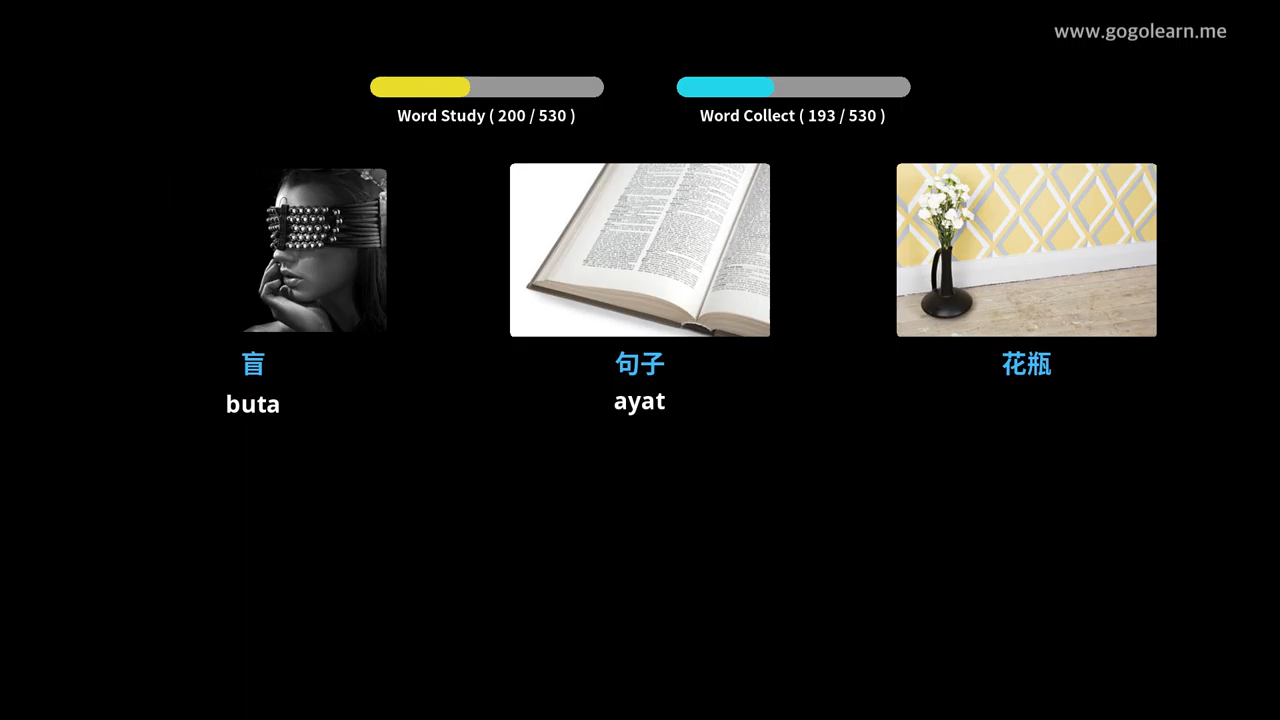 www.gogolearn.me
Word Study ( 200 / 530 )
Word Collect ( 193 / 530 )
盲
句子
花瓶
buta
ayat